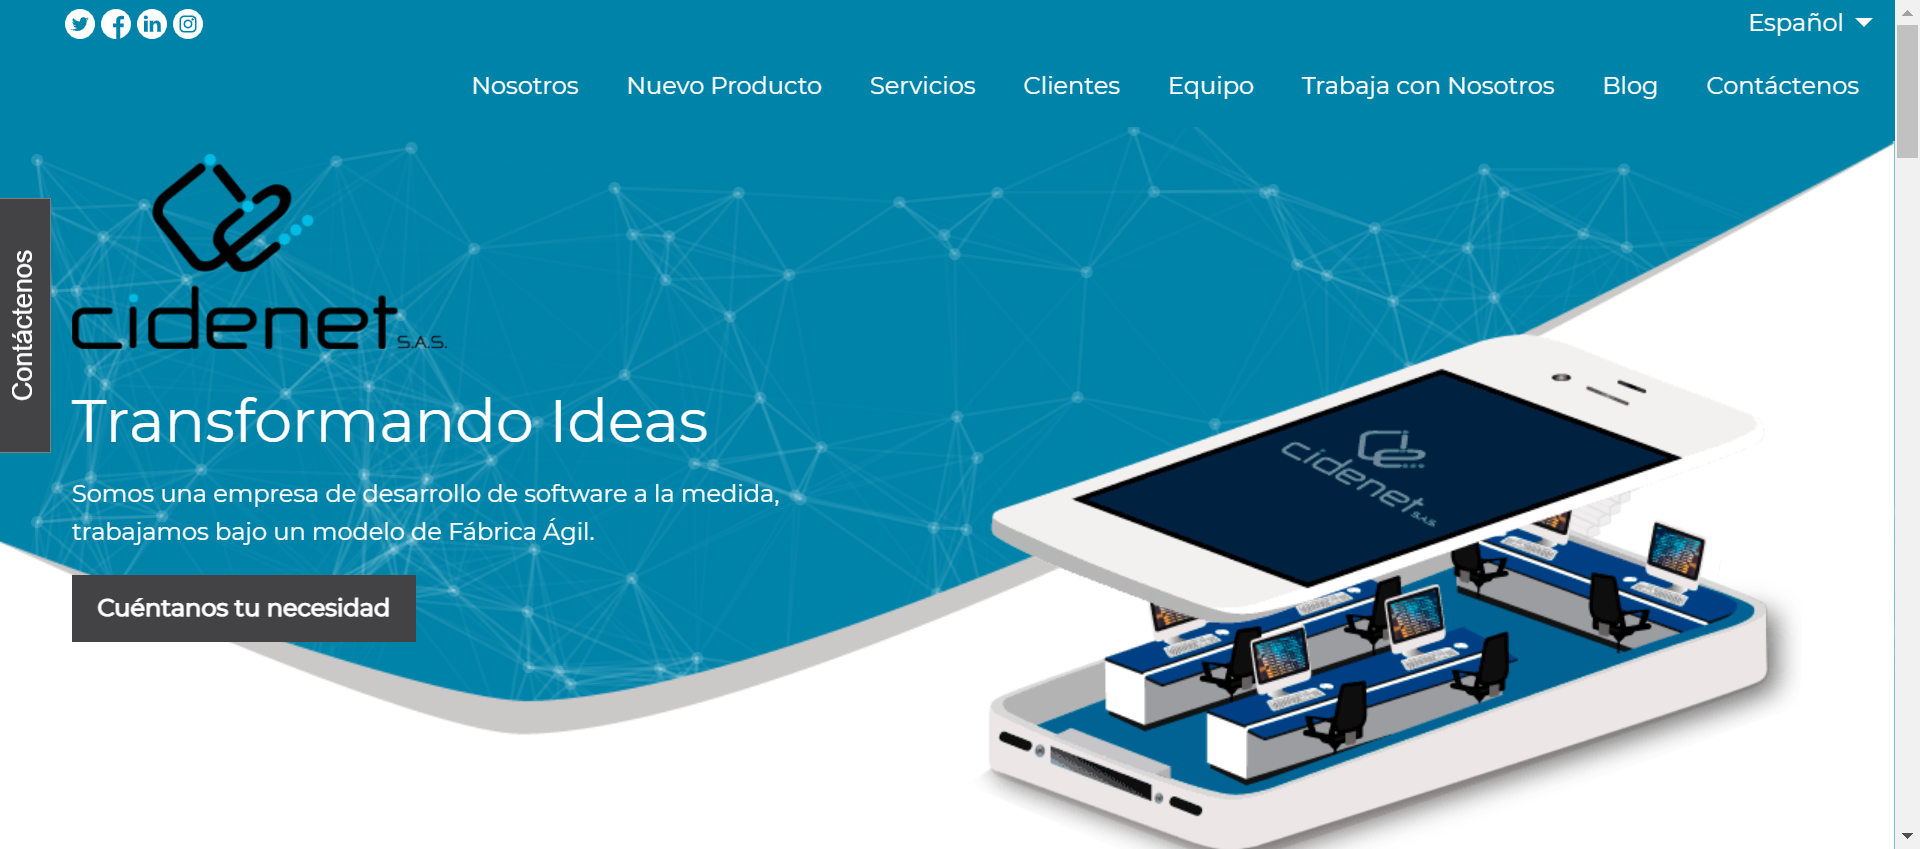 Español
Nosotros Nuevo Producto Servicios Clientes Equipo Trabaja con Nosotros Blog Contáctenos
Contáctenos
cidenet S.A.S.
Transformando Ideas
Somos una empresa de desarrollo de software a la medida,
trabajamos bajo un modelo de Fábrica Ágil.
Cuéntanos tu necesidad
cidenet S.A.S.